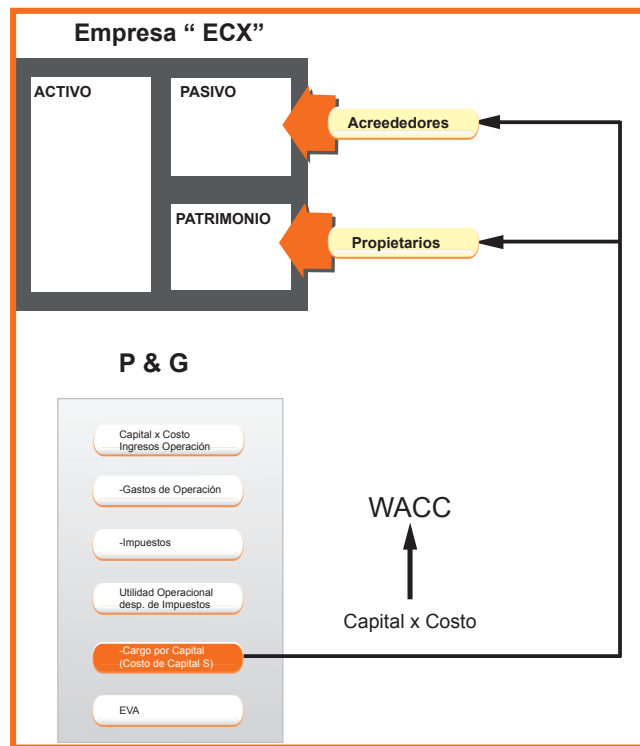 Empresa “ ECX”
ACTIVO
PASIVO
Acreededores
PATRIMONIO
Propietarios
P & G
Capital x Costo
Ingresos Operación
-Gastos de Operación
-Impuestos
Utilidad Operacional
desp. de Impuestos
-Cargo por Capital
(Costo de Capital S)
EVA
WACC
Capital x Costo